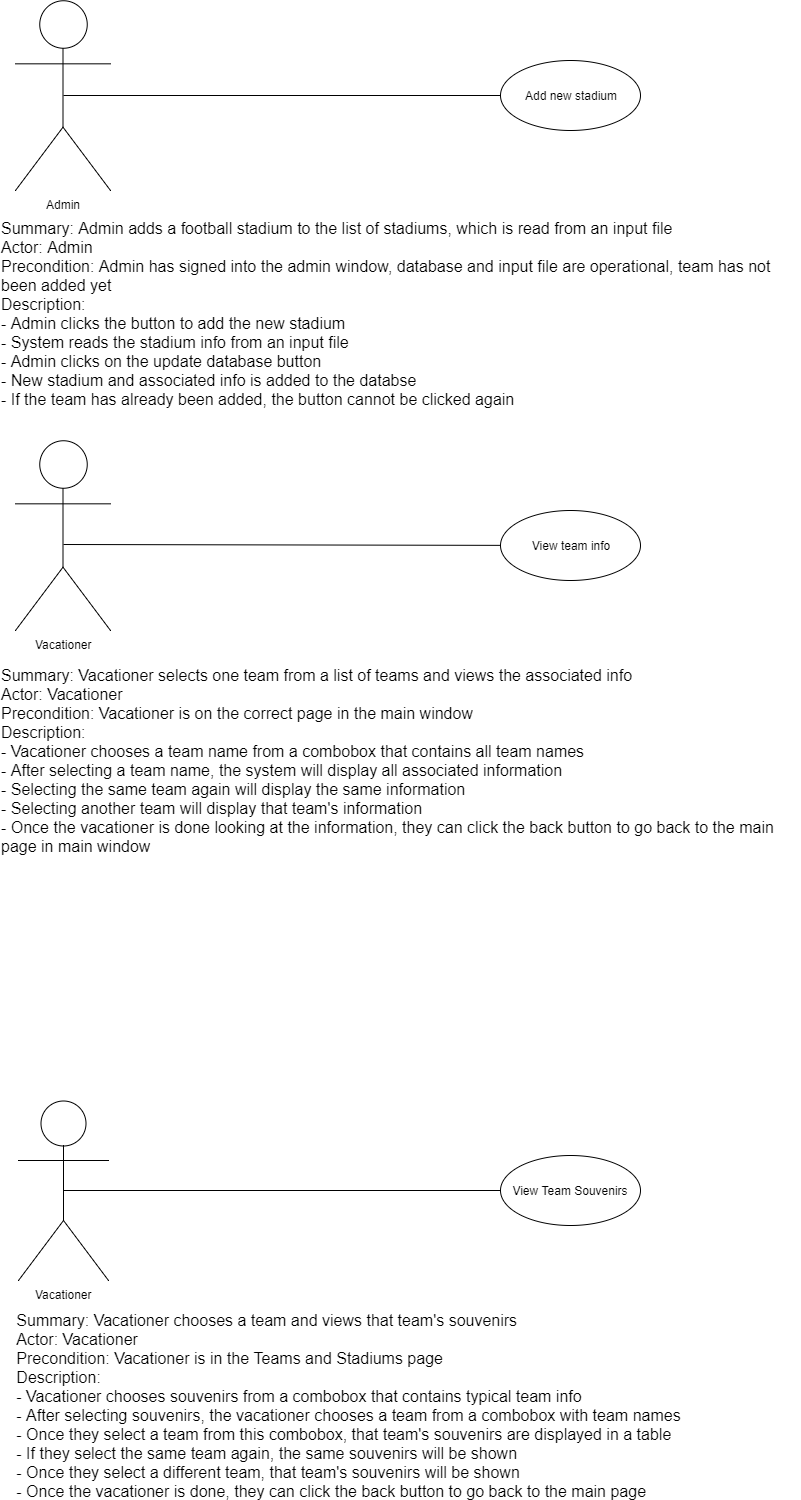 Add new stadium
Admin
Summary: Admin adds a football stadium to the list of stadiums, which is read from an input file
Actor: Admin
Precondition: Admin has signed into the admin window, database and input file are operational, team has not
been added yet
Description:
- Admin clicks the button to add the new stadium
- System reads the stadium info from an input file
- Admin clicks on the update database button
- New stadium and associated info is added to the databse
- If the team has already been added, the button cannot be clicked again
View team info
Vacationer
Summary: Vacationer selects one team from a list of teams and views the associated info
Actor: Vacationer
Precondition: Vacationer is on the correct page in the main window
Description:
- Vacationer chooses a team name from a combobox that contains all team names
- After selecting a team name, the system will display all associated information
- Selecting the same team again will display the same information
- Selecting another team will display that team's information
- Once the vacationer is done looking at the information, they can click the back button to go back to the main
page in main window
View Team Souvenirs
Vacationer
Summary: Vacationer chooses a team and views that team's souvenirs
Actor: Vacationer
Precondition: Vacationer is in the Teams and Stadiums page
Description:
- Vacationer chooses souvenirs from a combobox that contains typical team info
- After selecting souvenirs, the vacationer chooses a team from a combobox with team names
- Once they select a team from this combobox, that team's souvenirs are displayed in a table
- If they select the same team again, the same souvenirs will be shown
- Once they select a different team, that team's souvenirs will be shown
- Once the vacationer is done, they can click the back button to go back to the main page